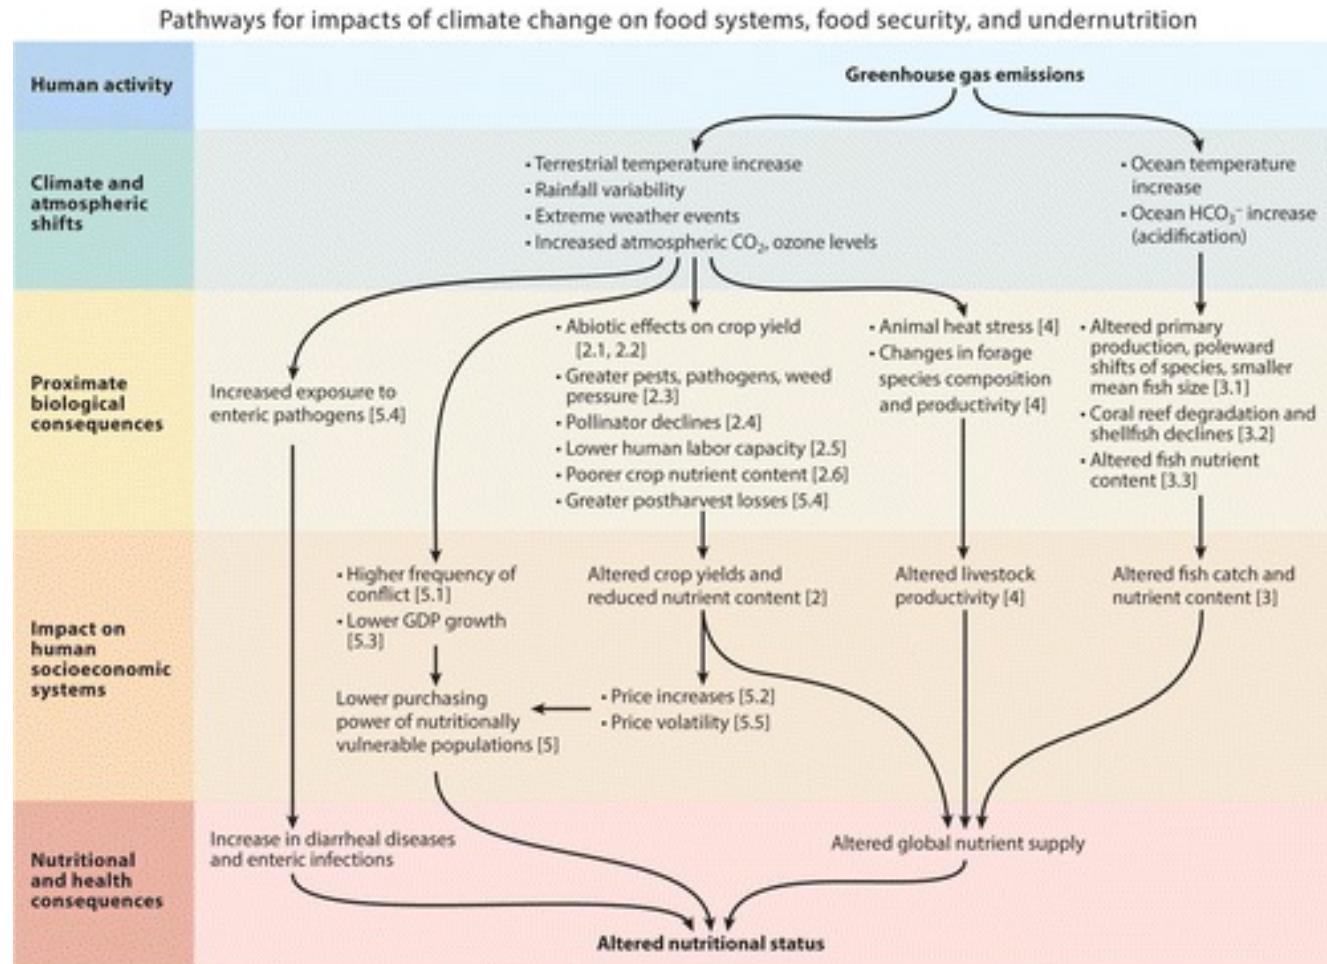 Pathways for impacts of climate change on food systems, food security, and undernutrition
Human activity
Greenhouse gas emissions
Climate and
atmospheric
shifts
• Terrestrial temperature increase
• Rainfall variability
• Extreme weather events
• Increased atmospheric CO₂, ozone levels
• Ocean temperature
increase
• Ocean HCO₃⁻ increase
(acidification)
Proximate
biological
consequences
Increased exposure to
enteric pathogens [5.4]
• Abiotic effects on crop yield
[2.1, 2.2]
• Greater pests, pathogens, weed
pressure [2.3]
• Pollinator declines [2.4]
• Lower human labor capacity [2.5]
• Poorer crop nutrient content [2.6]
• Greater postharvest losses [5.4]
• Animal heat stress [4]
• Changes in forage
species composition
and productivity [4]
• Altered primary
production, poleward
shifts of species, smaller
mean fish size [3.1]
• Coral reef degradation and
shellfish declines [3.2]
• Altered fish nutrient
content [3.3]
Impact on
human
socioeconomic
systems
• Higher frequency of
conflict [5.1]
• Lower GDP growth
[5.3]
Altered crop yields and
reduced nutrient content [2]
Altered livestock
productivity [4]
Altered fish catch and
nutrient content [3]
Lower purchasing
power of nutritionally
vulnerable populations [5]
• Price increases [5.2]
• Price volatility [5.5]
Nutritional
and health
consequences
Increase in diarrheal diseases
and enteric infections
Altered global nutrient supply
Altered nutritional status